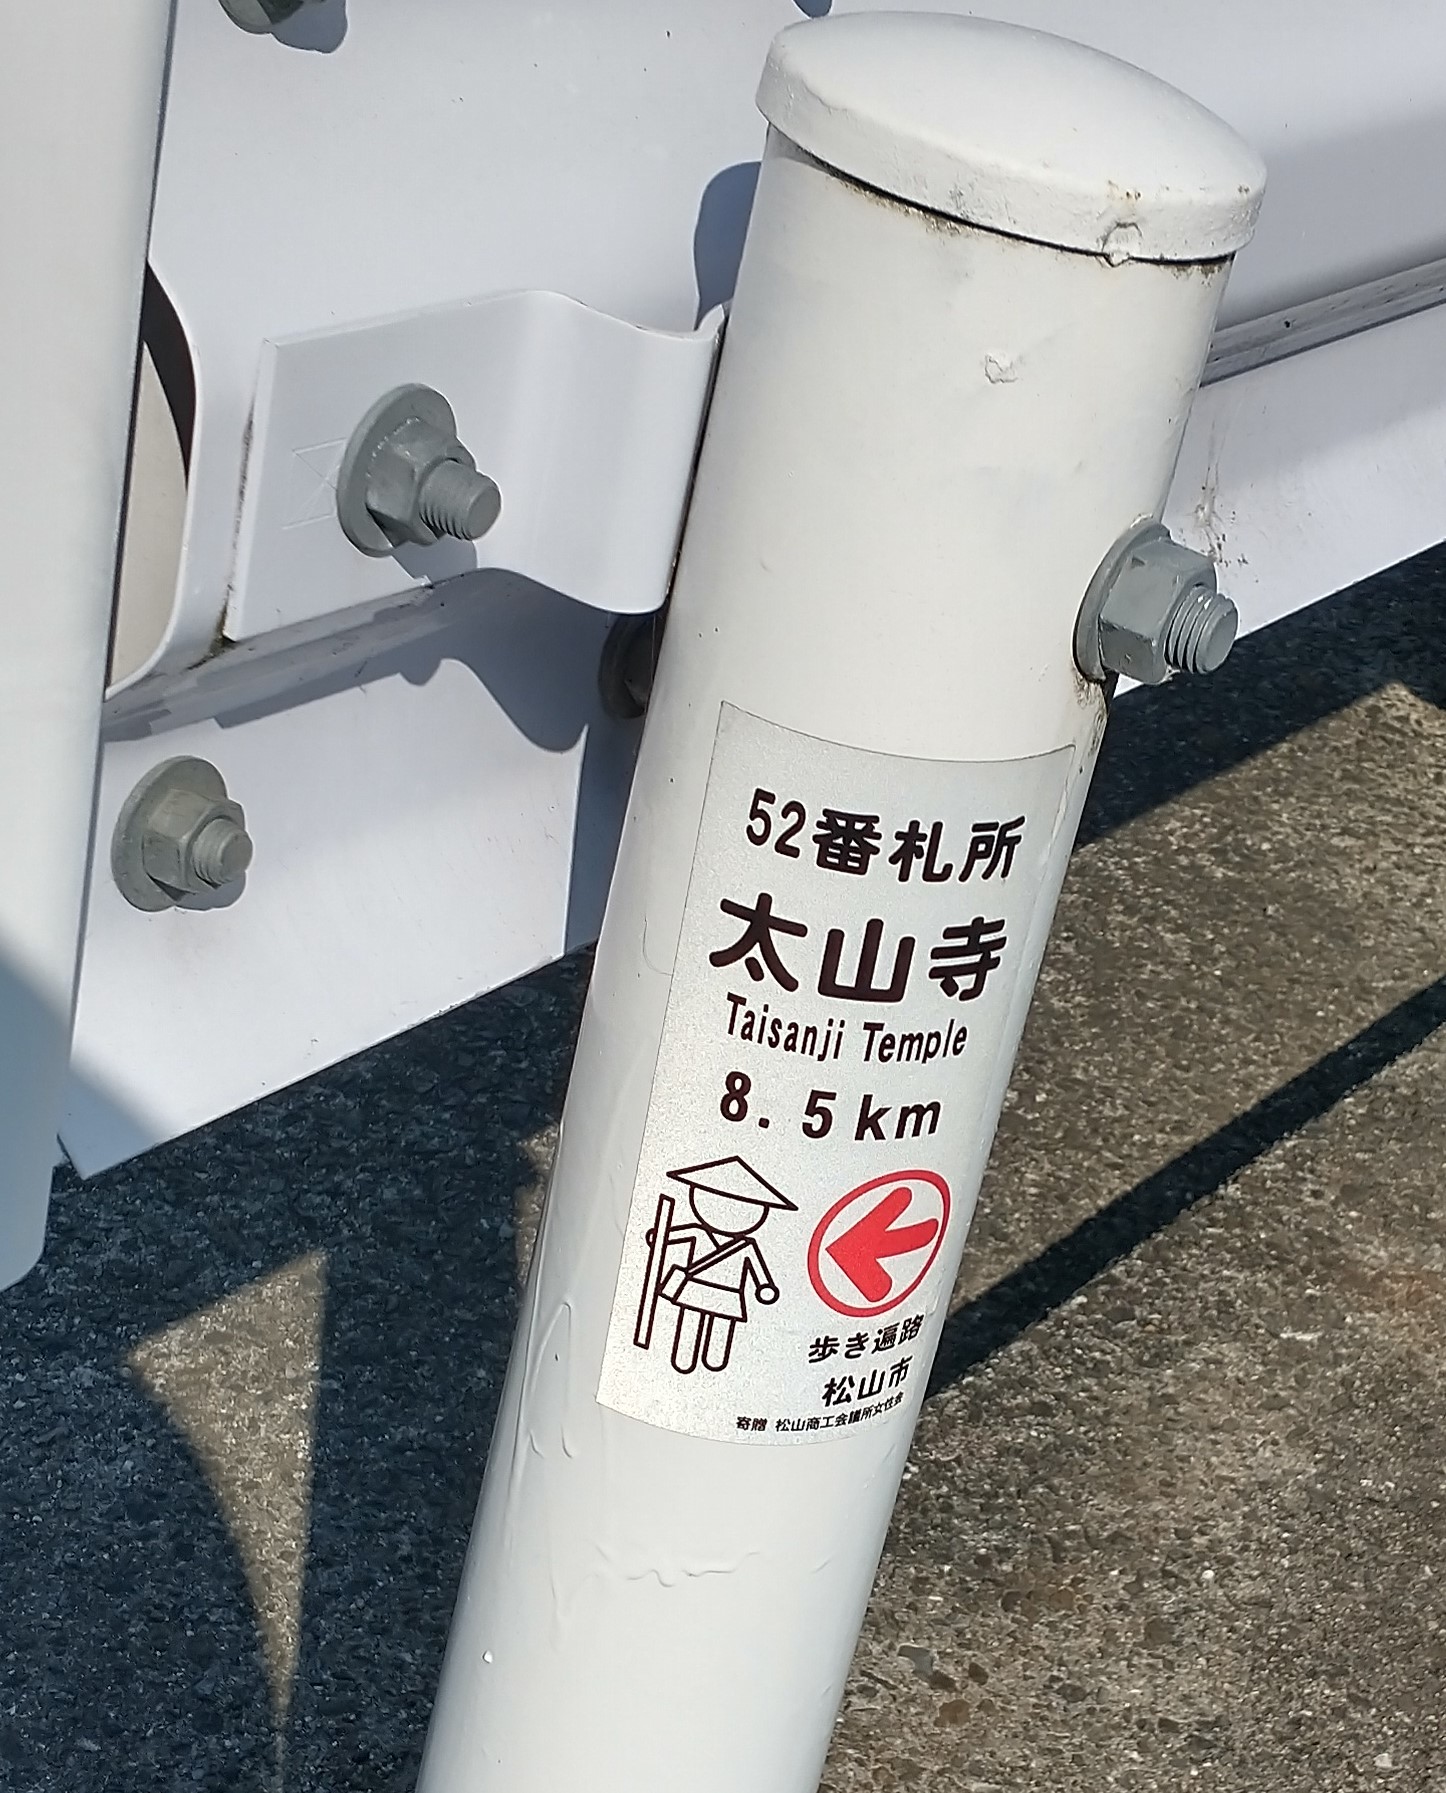 52番札所
太山寺
Taisanji Temple
8.5km
歩き遍路
松山市
寄贈 松山商工会議所女性会